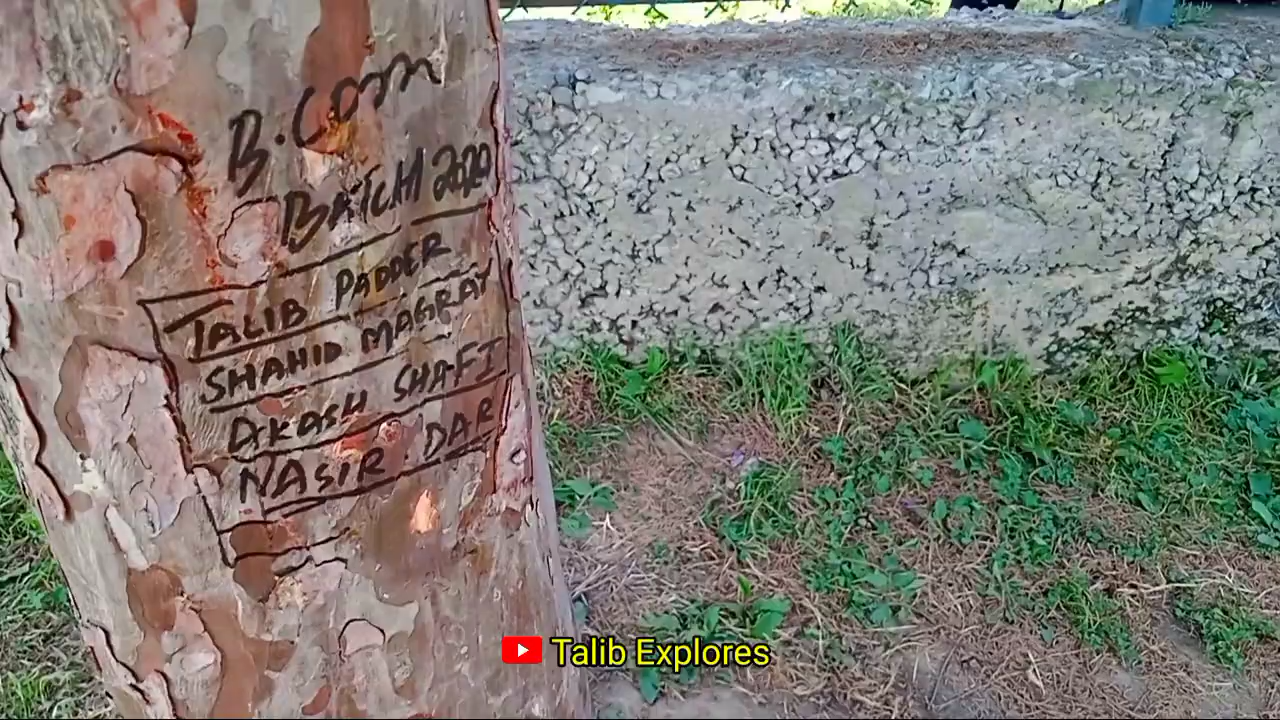 B.Com
BATCH 2020
TALIB PADDER
SHAHID MAGRAY
AKASH SHAFI
NASIR DAR
Talib Explores